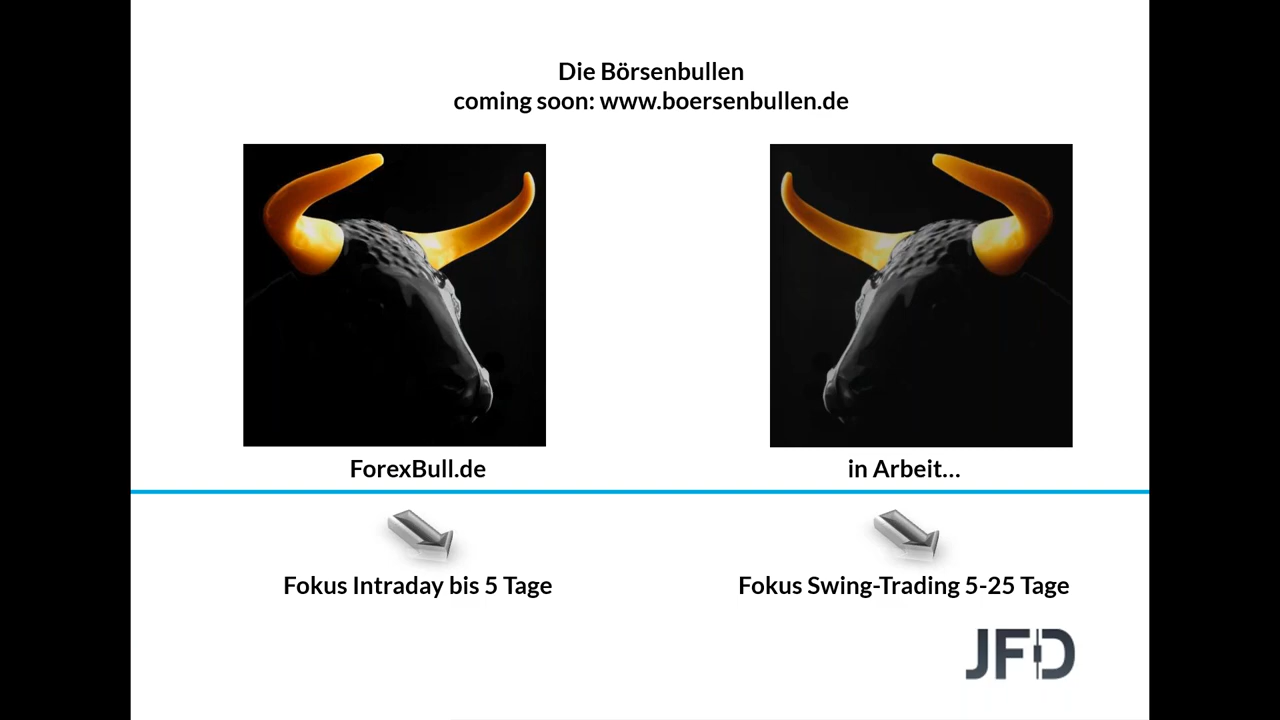 Die Börsenbullen
coming soon: www.boersenbullen.de
ForexBull.de
in Arbeit...
Fokus Intraday bis 5 Tage
Fokus Swing-Trading 5-25 Tage
JFD